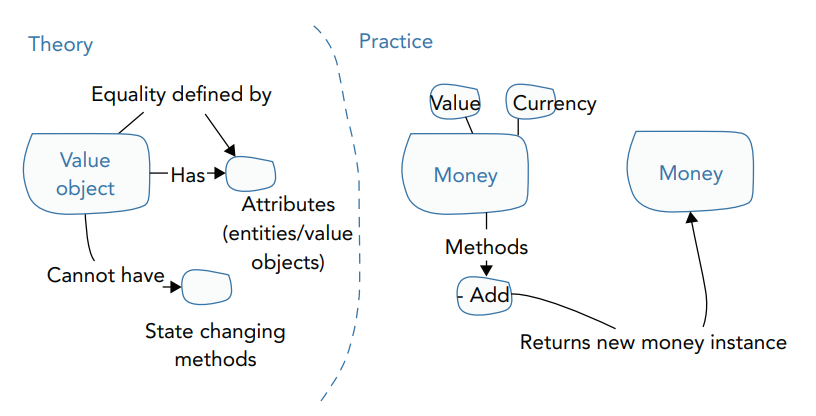 Theory
Equality defined by
Value
object
Has
Attributes
(entities/value
objects)
Cannot have
State changing
methods
Practice
Value
Currency
Money
Money
Methods
- Add
Returns new money instance